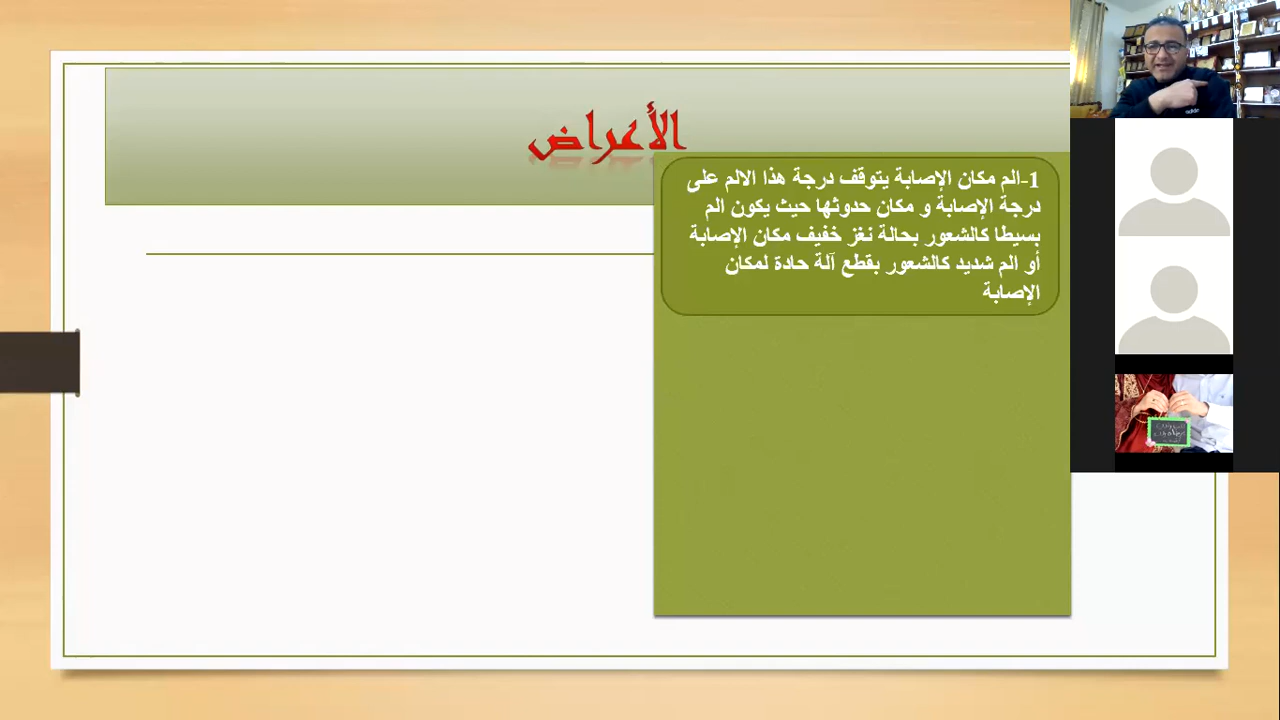 الأعراض
1-الم مكان الإصابة يتوقف درجة هذا الالم على
درجة الإصابة و مكان حدوثها حيث يكون الم
بسيطا كالشعور بحالة نغز خفيف مكان الإصابة
أو الم شديد كالشعور بقطع آلة حادة لمكان
الإصابة
adidas